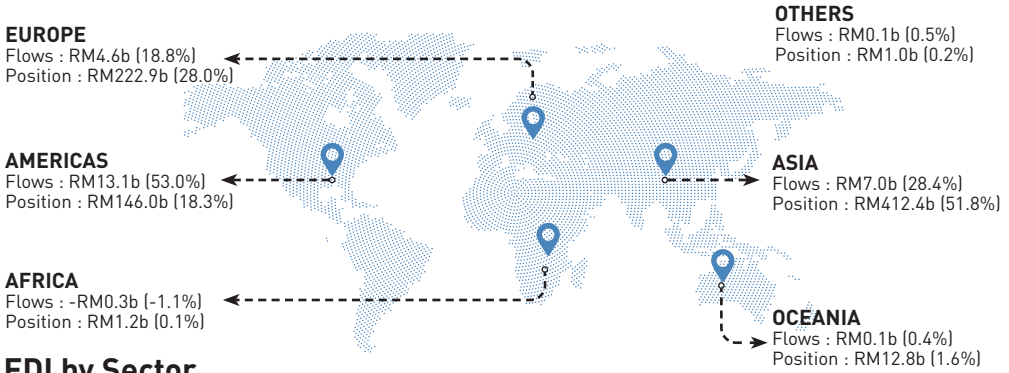 OTHERS
Flows : RM0.1b (0.5%)
Position : RM1.0b (0.2%)
EUROPE
Flows : RM4.6b (18.8%)
Position : RM222.9b (28.0%)
AMERICAS
Flows : RM13.1b (53.0%)
Position : RM146.0b (18.3%)
ASIA
Flows : RM7.0b (28.4%)
Position : RM412.4b (51.8%)
AFRICA
Flows : -RM0.3b (-1.1%)
Position : RM1.2b (0.1%)
OCEANIA
Flows : RM0.1b (0.4%)
Position : RM12.8b (1.6%)
FDI by Sector